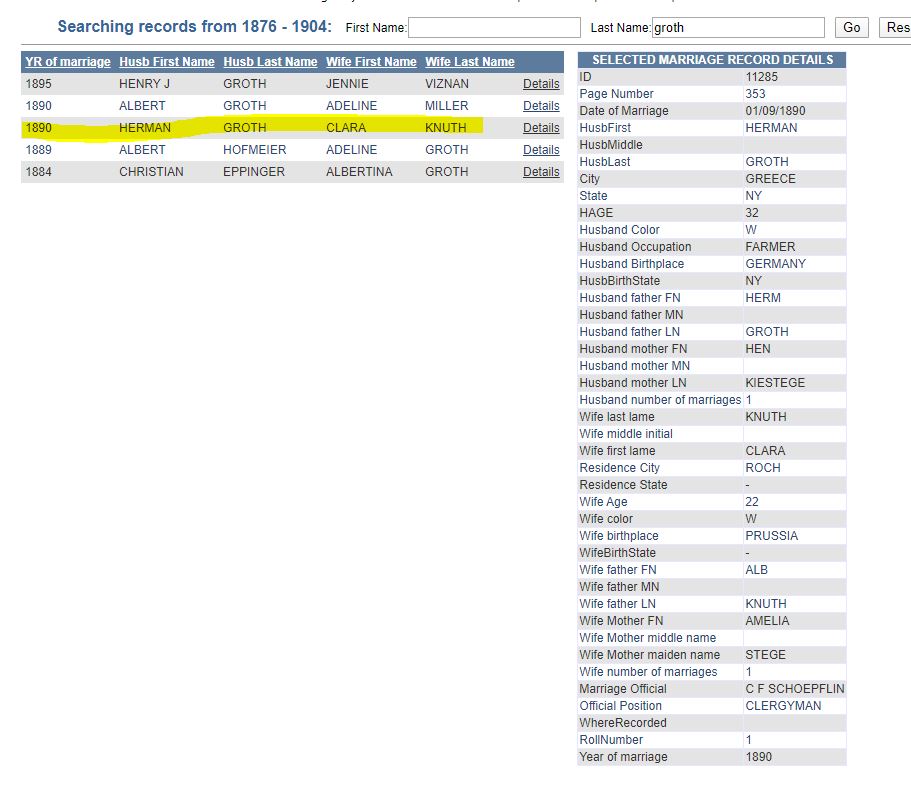 Searching records from 1876 - 1904: First Name: Last Name: groth Go Res
YR of marriage Husb First Name Husb Last Name Wife First Name Wife Last Name
1895 HENRY J GROTH JENNIE VIZNAN Details
1890 ALBERT GROTH ADELINE MILLER Details
1890 HERMAN GROTH CLARA KNUTH Details
1889 ALBERT HOFMEIER ADELINE GROTH Details
1884 CHRISTIAN EPPINGER ALBERTINA GROTH Details
SELECTED MARRIAGE RECORD DETAILS
ID 11285
Page Number 353
Date of Marriage 01/09/1890
HusbFirst HERMAN
HusbMiddle
HusbLast GROTH
City GREECE
State NY
HAGE 32
Husband Color W
Husband Occupation FARMER
Husband Birthplace GERMANY
HusbBirthState NY
Husband father FN HERM
Husband father MN
Husband father LN GROTH
Husband mother FN HEN
Husband mother MN
Husband mother LN KIESTEGE
Husband number of marriages 1
Wife last lame KNUTH
Wife middle initial
Wife first lame CLARA
Residence City ROCH
Residence State -
Wife Age 22
Wife color W
Wife birthplace PRUSSIA
WifeBirthState -
Wife father FN ALB
Wife father MN
Wife father LN KNUTH
Wife Mother FN AMELIA
Wife Mother middle name
Wife Mother maiden name STEGE
Wife number of marriages 1
Marriage Official C F SCHOEPFLIN
Official Position CLERGYMAN
WhereRecorded
RollNumber 1
Year of marriage 1890